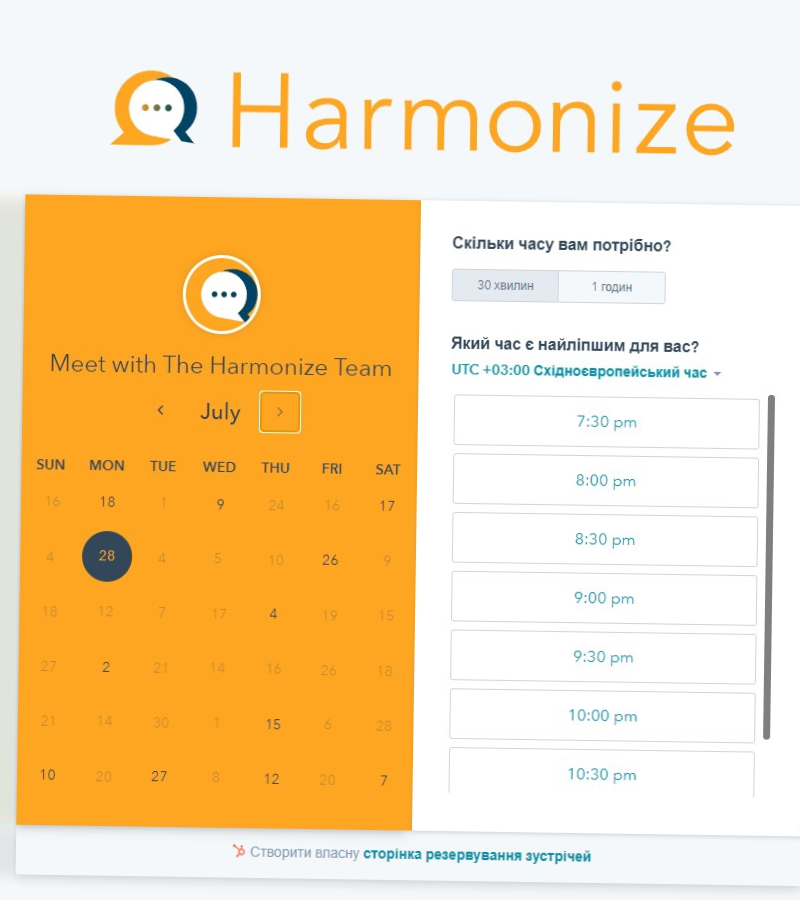 Harmonize
Meet with The Harmonize Team
July
SUN MON TUE WED THU FRI SAT
16 18 1 9 24 16 17
4 28 4 5 10 26 9
18 12 7 17 4 19 15
27 2 21 14 16 26 18
21 14 30 1 15 6 28
10 20 27 8 12 20 7
Скільки часу вам потрібно?
30 хвилин 1 годин
Який час є найліпшим для вас?
UTC +03:00 Східноєвропейський час
7:30 pm
8:00 pm
8:30 pm
9:00 pm
9:30 pm
10:00 pm
10:30 pm
Створити власну сторінка резервування зустрічей